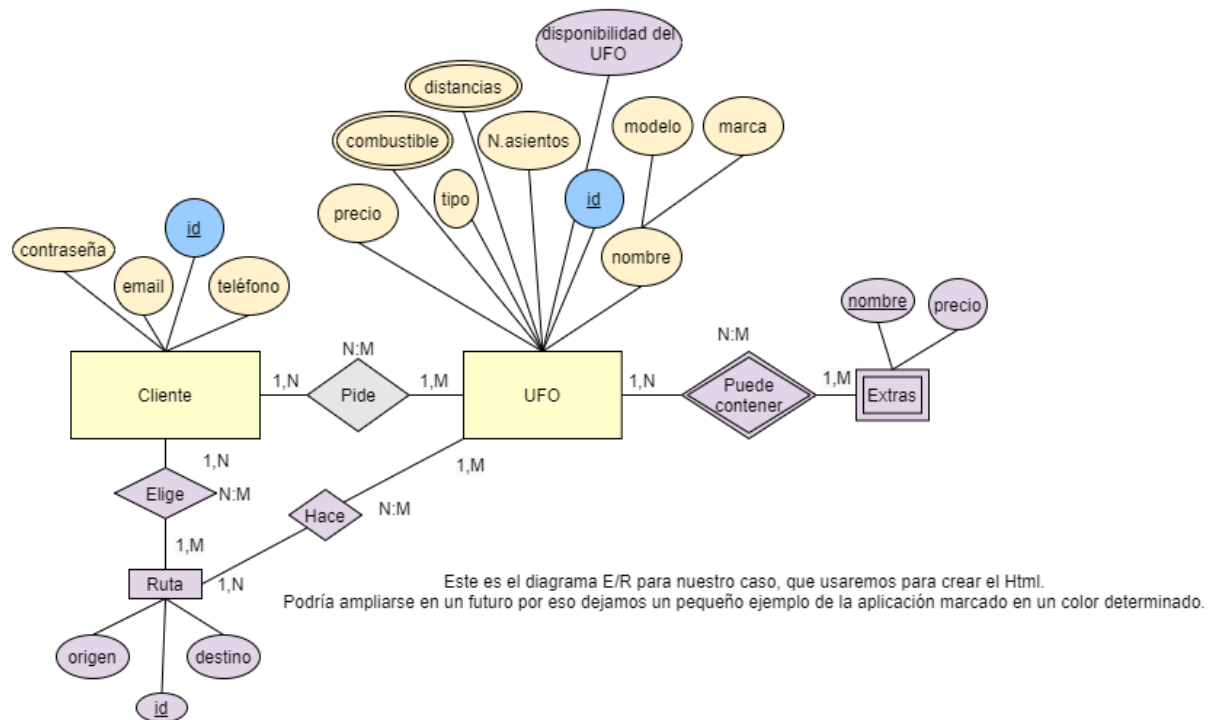 disponibilidad del
UFO
distancias
combustible
N.asientos
modelo
marca
precio
tipo
id
nombre
contraseña
id
email
teléfono
nombre
precio
Cliente
1,N
N:M
Pide
1,M
UFO
1,N
N:M
Puede
contener
1,M
Extras
1,N
Elige
N:M
1,M
1,M
Hace
N:M
Ruta
1,N
origen
destino
id
Este es el diagrama E/R para nuestro caso, que usaremos para crear el Html.
Podría ampliarse en un futuro por eso dejamos un pequeño ejemplo de la aplicación marcado en un color determinado.